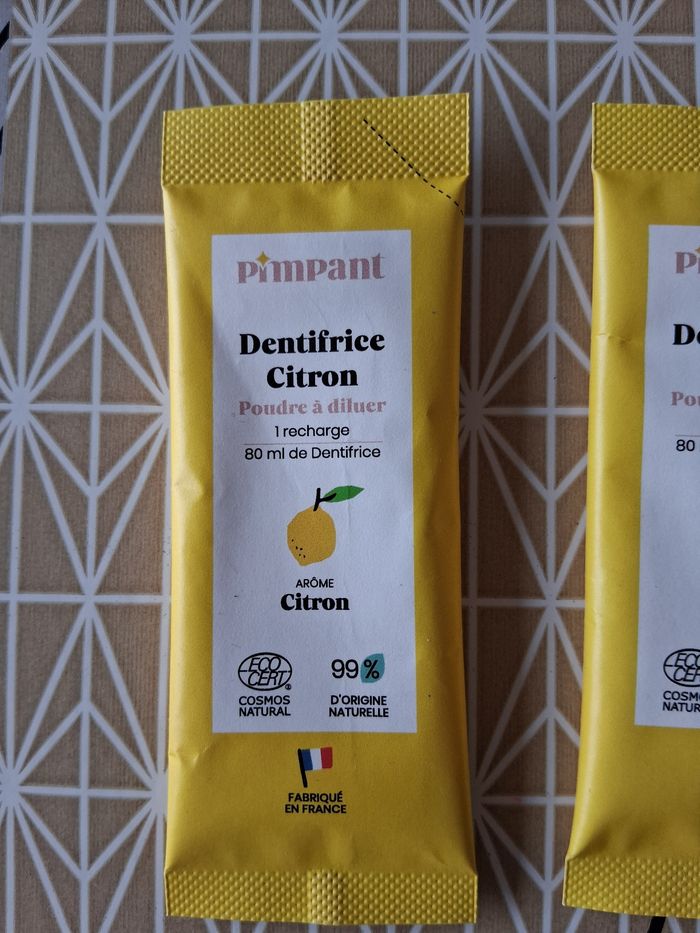 Pimpant
Dentifrice
Citron
Poudre à diluer
1 recharge
80 ml de Dentifrice
ARÔME
Citron
ECO
CERT
®
COSMOS
NATURAL
99%
D'ORIGINE
NATURELLE
FABRIQUÉ
EN FRANCE
80